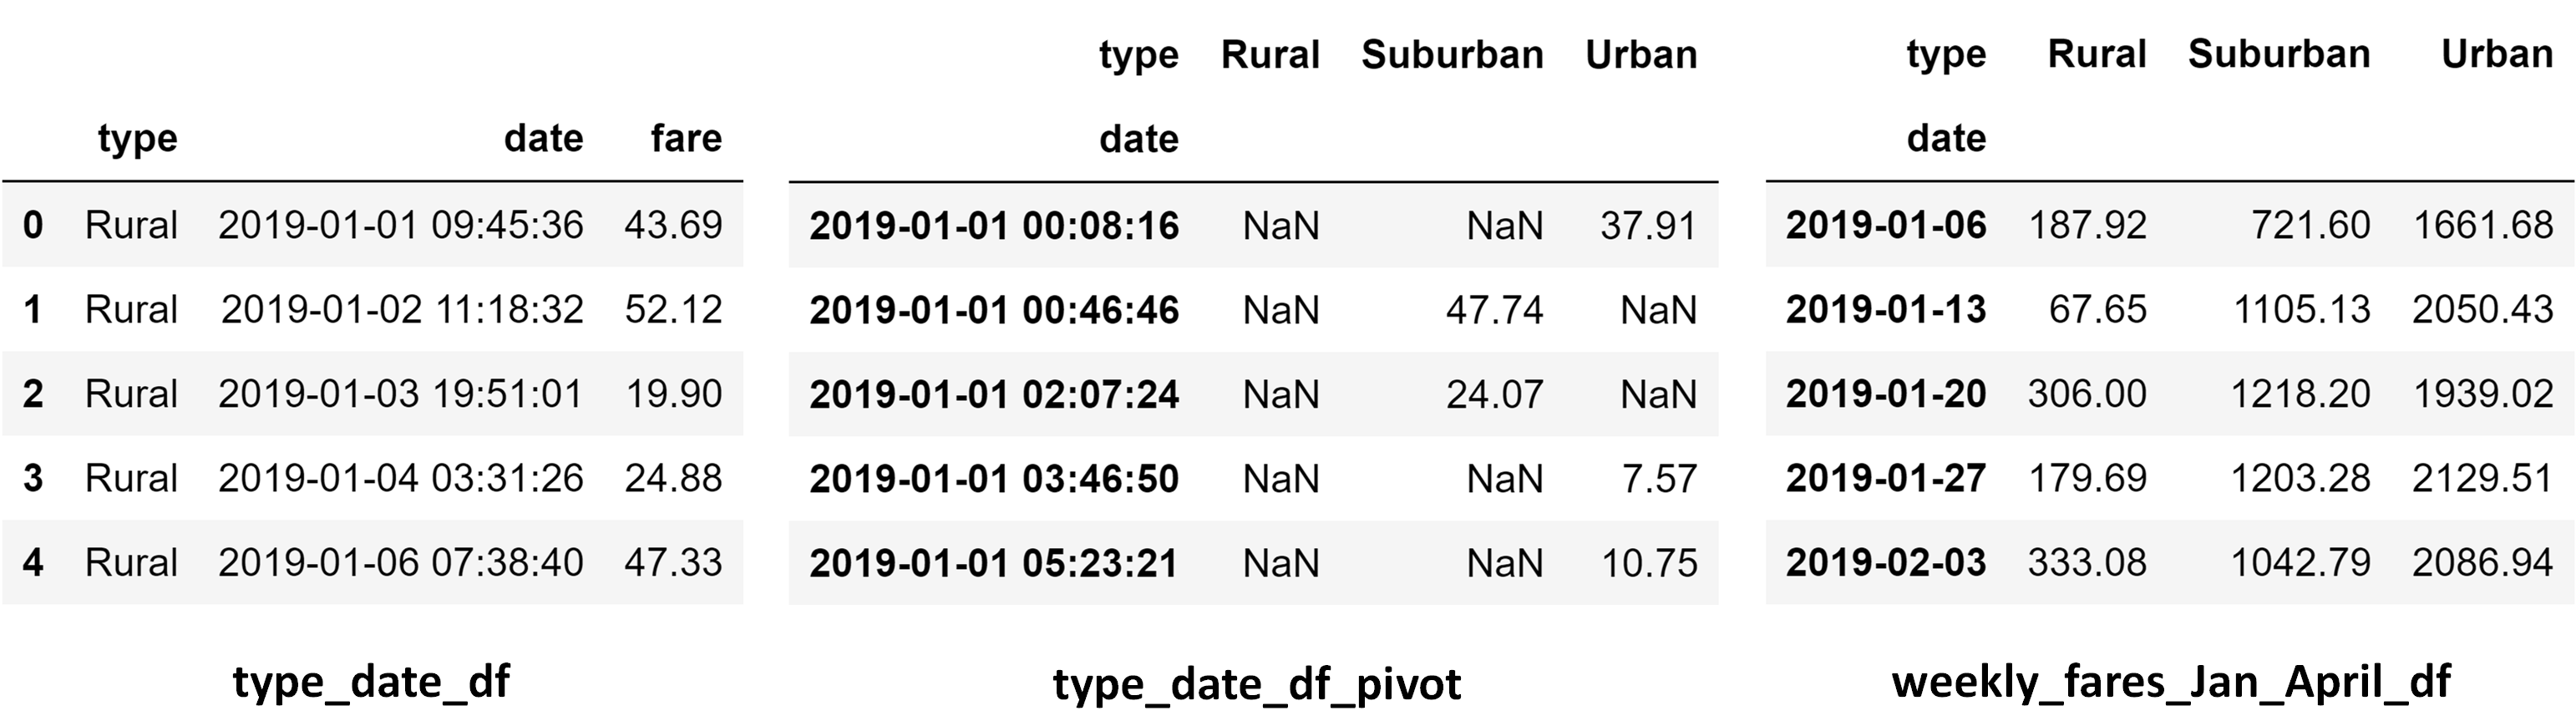 type date fare
0 Rural 2019-01-01 09:45:36 43.69
1 Rural 2019-01-02 11:18:32 52.12
2 Rural 2019-01-03 19:51:01 19.90
3 Rural 2019-01-04 03:31:26 24.88
4 Rural 2019-01-06 07:38:40 47.33
type_date_df
type Rural Suburban Urban
date
2019-01-01 00:08:16 NaN NaN 37.91
2019-01-01 00:46:46 NaN 47.74 NaN
2019-01-01 02:07:24 NaN 24.07 NaN
2019-01-01 03:46:50 NaN NaN 7.57
2019-01-01 05:23:21 NaN NaN 10.75
type_date_df_pivot
type Rural Suburban Urban
date
2019-01-06 187.92 721.60 1661.68
2019-01-13 67.65 1105.13 2050.43
2019-01-20 306.00 1218.20 1939.02
2019-01-27 179.69 1203.28 2129.51
2019-02-03 333.08 1042.79 2086.94
weekly_fares_Jan_April_df